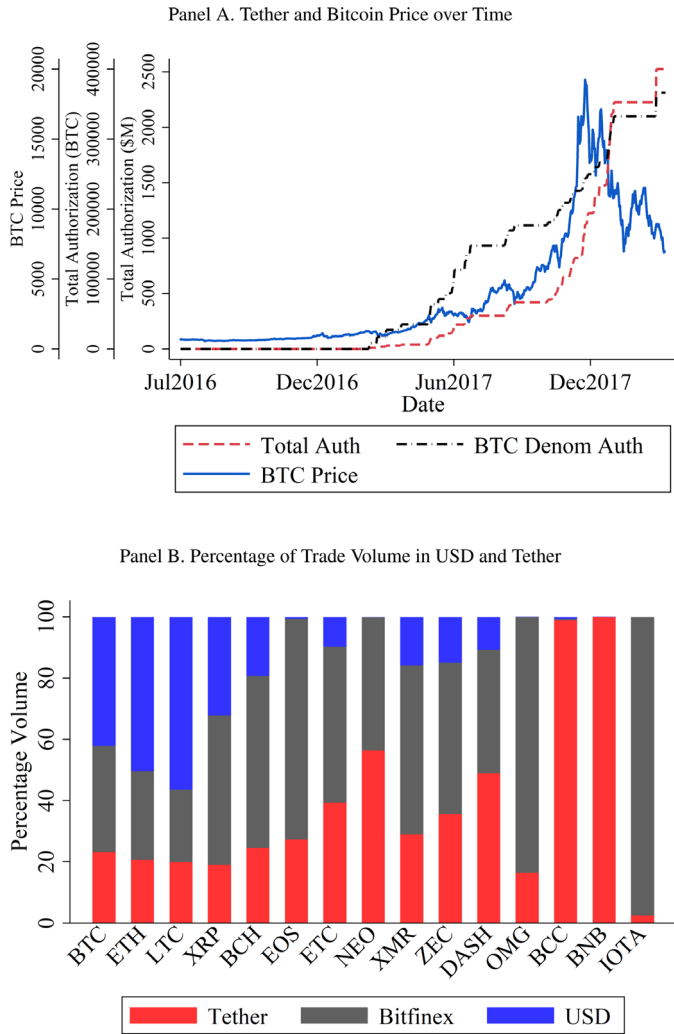 Panel A. Tether and Bitcoin Price over Time
BTC Price
0 5000 10000 15000 20000
Total Authorization (BTC)
0 100000 200000 300000 400000
Total Authorization ($M)
0 500 1000 1500 2000 2500
Jul2016 Dec2016 Jun2017 Dec2017
Date
Total Auth BTC Denom Auth
BTC Price
Panel B. Percentage of Trade Volume in USD and Tether
Percentage Volume
0 20 40 60 80 100
BTC ETH LTC XRP BCH EOS ETC NEO XMR ZEC DASH OMG BCC BNB IOTA
Tether Bitfinex USD